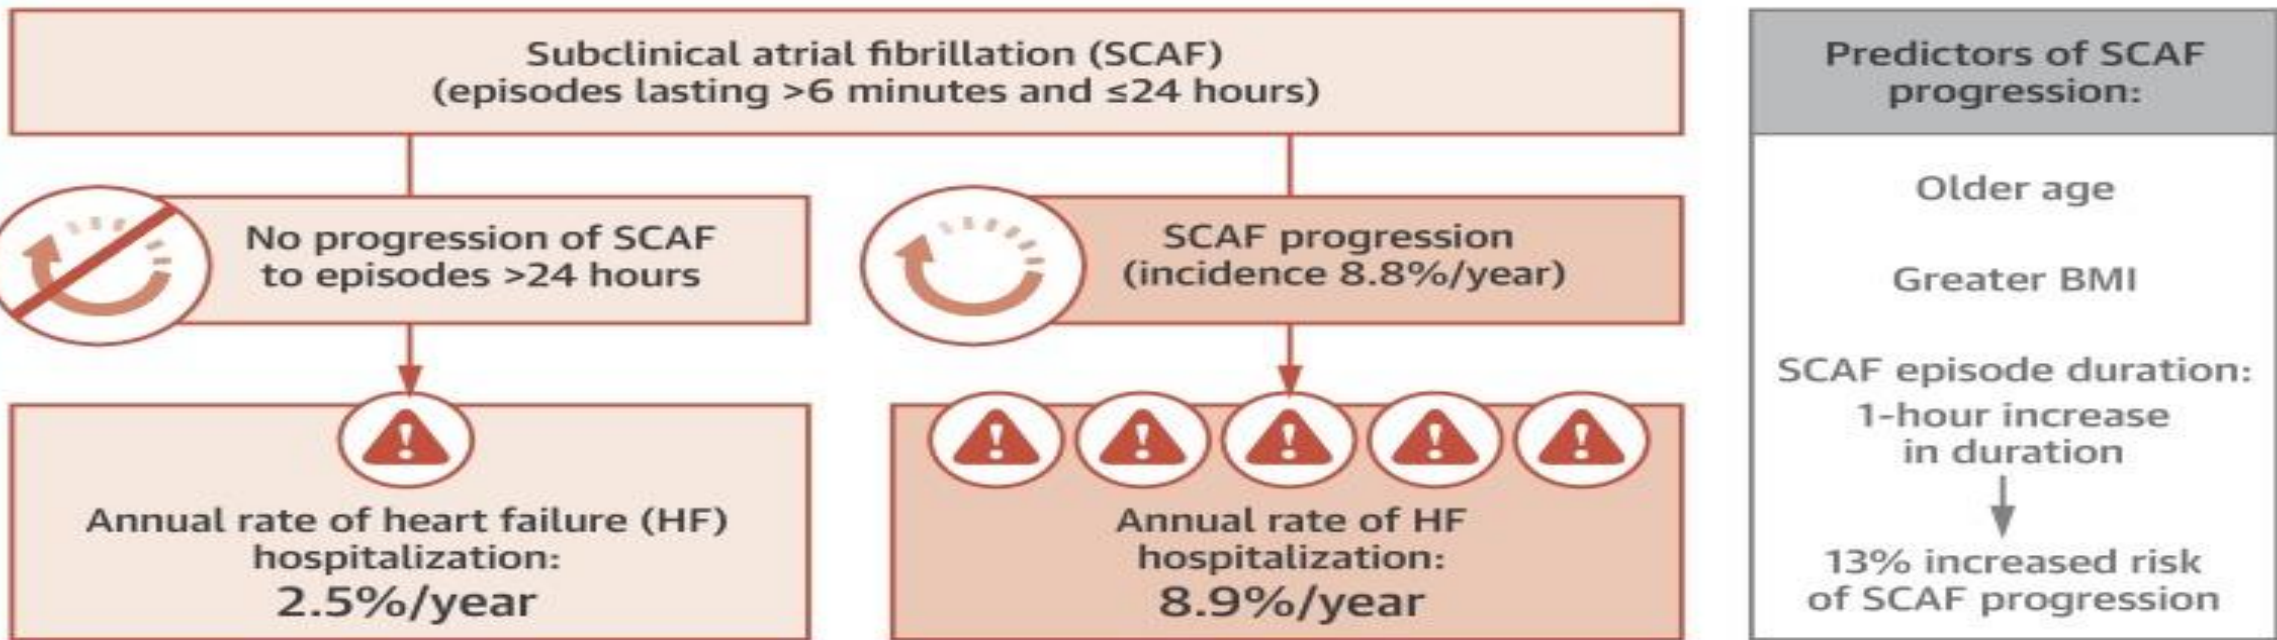 Subclinical atrial fibrillation (SCAF)
(episodes lasting >6 minutes and ≤24 hours)
No progression of SCAF
to episodes >24 hours
SCAF progression
(incidence 8.8%/year)
Annual rate of heart failure (HF)
hospitalization:
2.5%/year
Annual rate of HF
hospitalization:
8.9%/year
Predictors of SCAF
progression:
Older age
Greater BMI
SCAF episode duration:
1-hour increase
in duration
13% increased risk
of SCAF progression